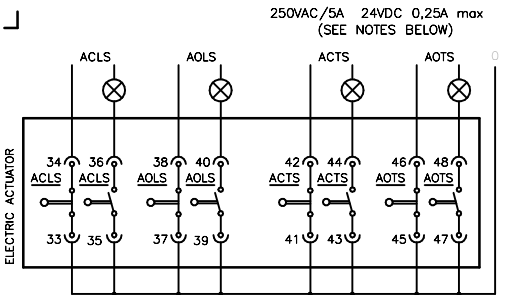 250VAC/5A 24VDC 0,25A max
(SEE NOTES BELOW)
ACLS AOLS ACTS AOTS 0
34 36 38 40 42 44 46 48
ACLS ACLS AOLS AOLS ACTS ACTS AOTS AOTS
33 35 37 39 41 43 45 47
ELECTRIC ACTUATOR